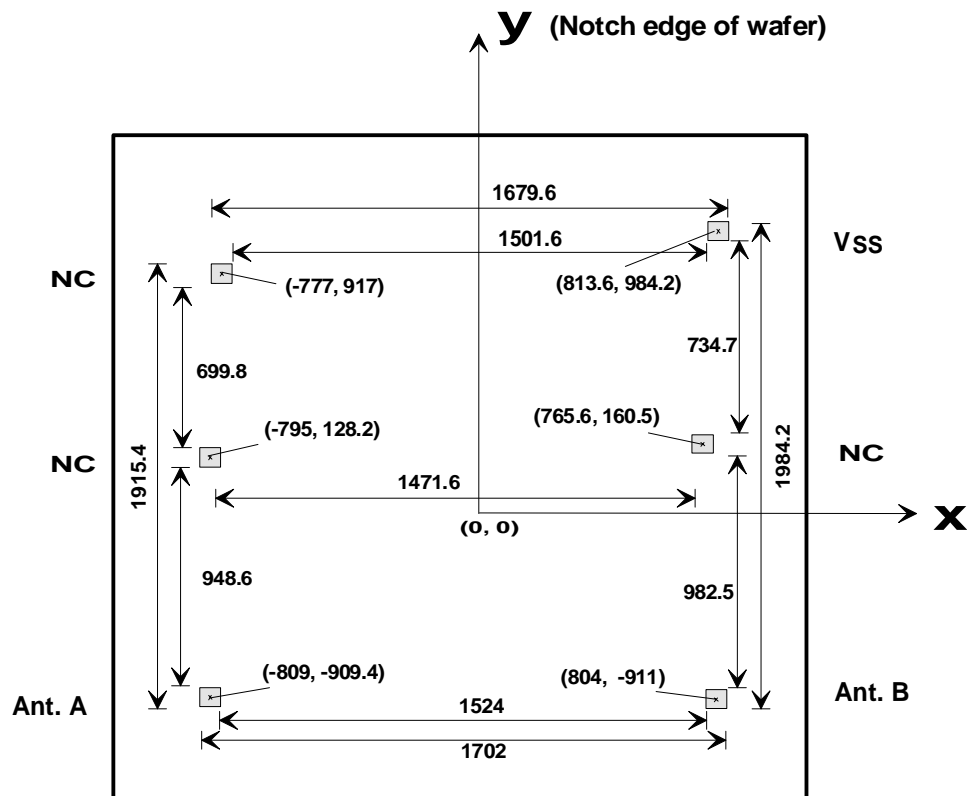 y (Notch edge of wafer)
1679.6
1501.6
VSS
NC
(-777, 917)
(813.6, 984.2)
734.7
699.8
(-795, 128.2)
(765.6, 160.5)
NC
1915.4
1984.2
NC
1471.6
x
(0, 0)
948.6
982.5
(-809, -909.4)
(804, -911)
Ant. A
Ant. B
1524
1702